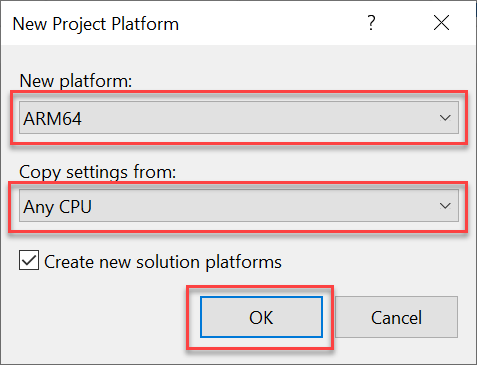 New Project Platform
?
New platform:
ARM64
Copy settings from:
Any CPU
Create new solution platforms
OK
Cancel